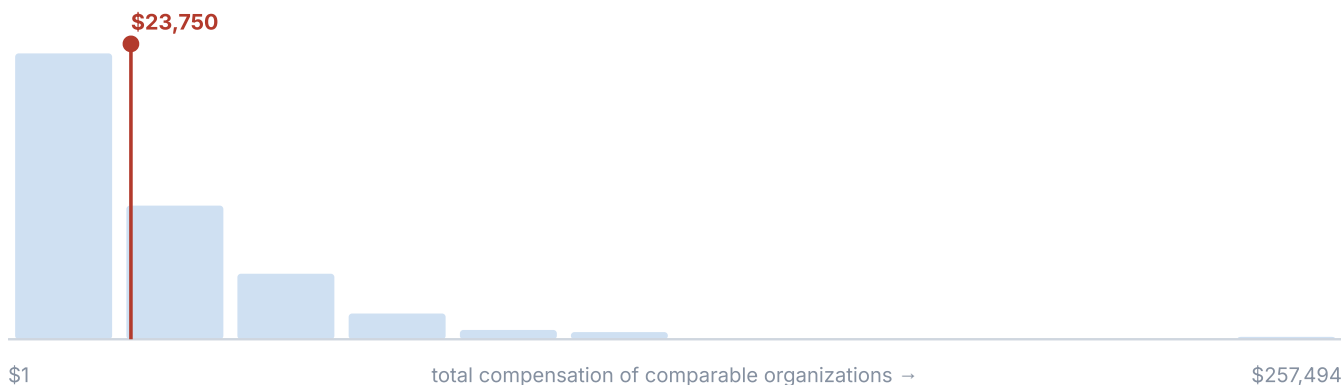 $23,750
$1 total compensation of comparable organizations → $257,494